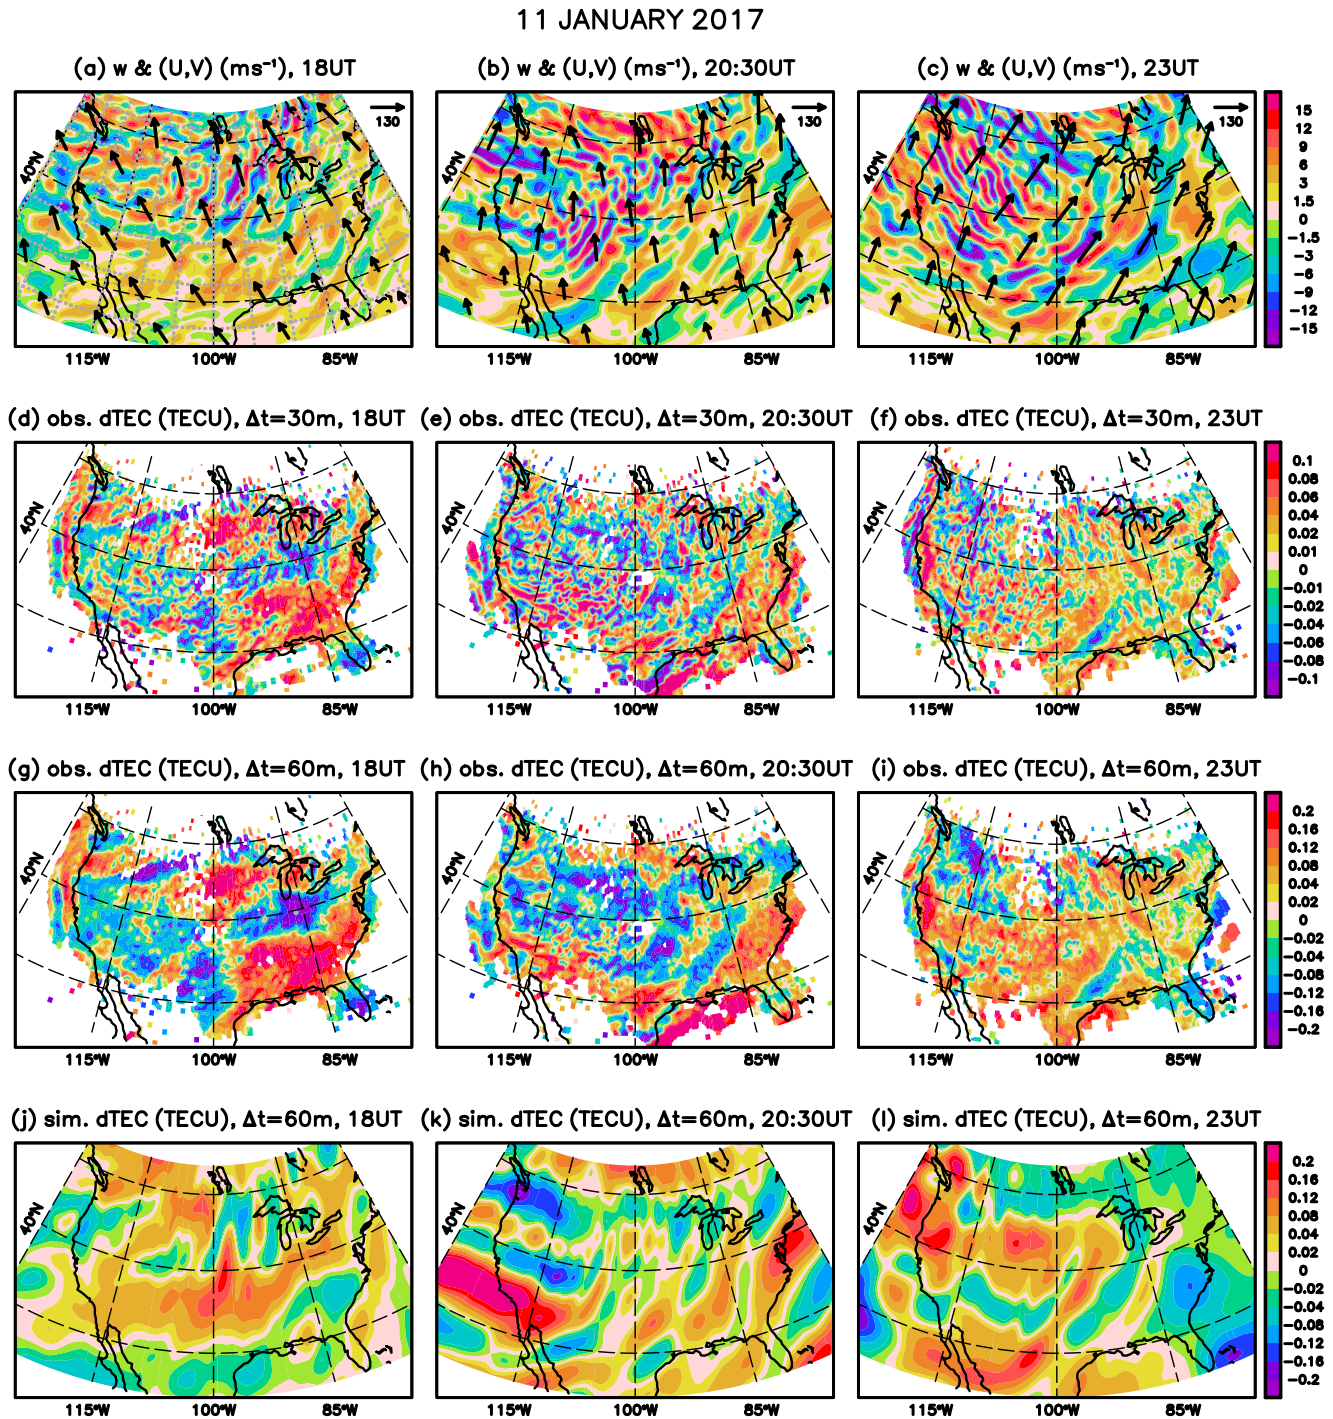 11 JANUARY 2017
(a) w & (U,V) (ms⁻¹), 18UT
(b) w & (U,V) (ms⁻¹), 20:30UT
(c) w & (U,V) (ms⁻¹), 23UT
130
130
130
40°N
40°N
40°N
15
12
9
6
3
1.5
0
−1.5
−3
−6
−9
−12
−15
115°W 100°W 85°W
115°W 100°W 85°W
115°W 100°W 85°W
(d) obs. dTEC (TECU), Δt=30m, 18UT
(e) obs. dTEC (TECU), Δt=30m, 20:30UT
(f) obs. dTEC (TECU), Δt=30m, 23UT
40°N
40°N
40°N
0.1
0.08
0.06
0.04
0.02
0.01
0
−0.01
−0.02
−0.04
−0.06
−0.08
−0.1
115°W 100°W 85°W
115°W 100°W 85°W
115°W 100°W 85°W
(g) obs. dTEC (TECU), Δt=60m, 18UT
(h) obs. dTEC (TECU), Δt=60m, 20:30UT
(i) obs. dTEC (TECU), Δt=60m, 23UT
40°N
40°N
40°N
0.2
0.16
0.12
0.08
0.04
0.02
0
−0.02
−0.04
−0.08
−0.12
−0.16
−0.2
115°W 100°W 85°W
115°W 100°W 85°W
115°W 100°W 85°W
(j) sim. dTEC (TECU), Δt=60m, 18UT
(k) sim. dTEC (TECU), Δt=60m, 20:30UT
(l) sim. dTEC (TECU), Δt=60m, 23UT
40°N
40°N
40°N
0.2
0.16
0.12
0.08
0.04
0.02
0
−0.02
−0.04
−0.08
−0.12
−0.16
−0.2
115°W 100°W 85°W
115°W 100°W 85°W
115°W 100°W 85°W